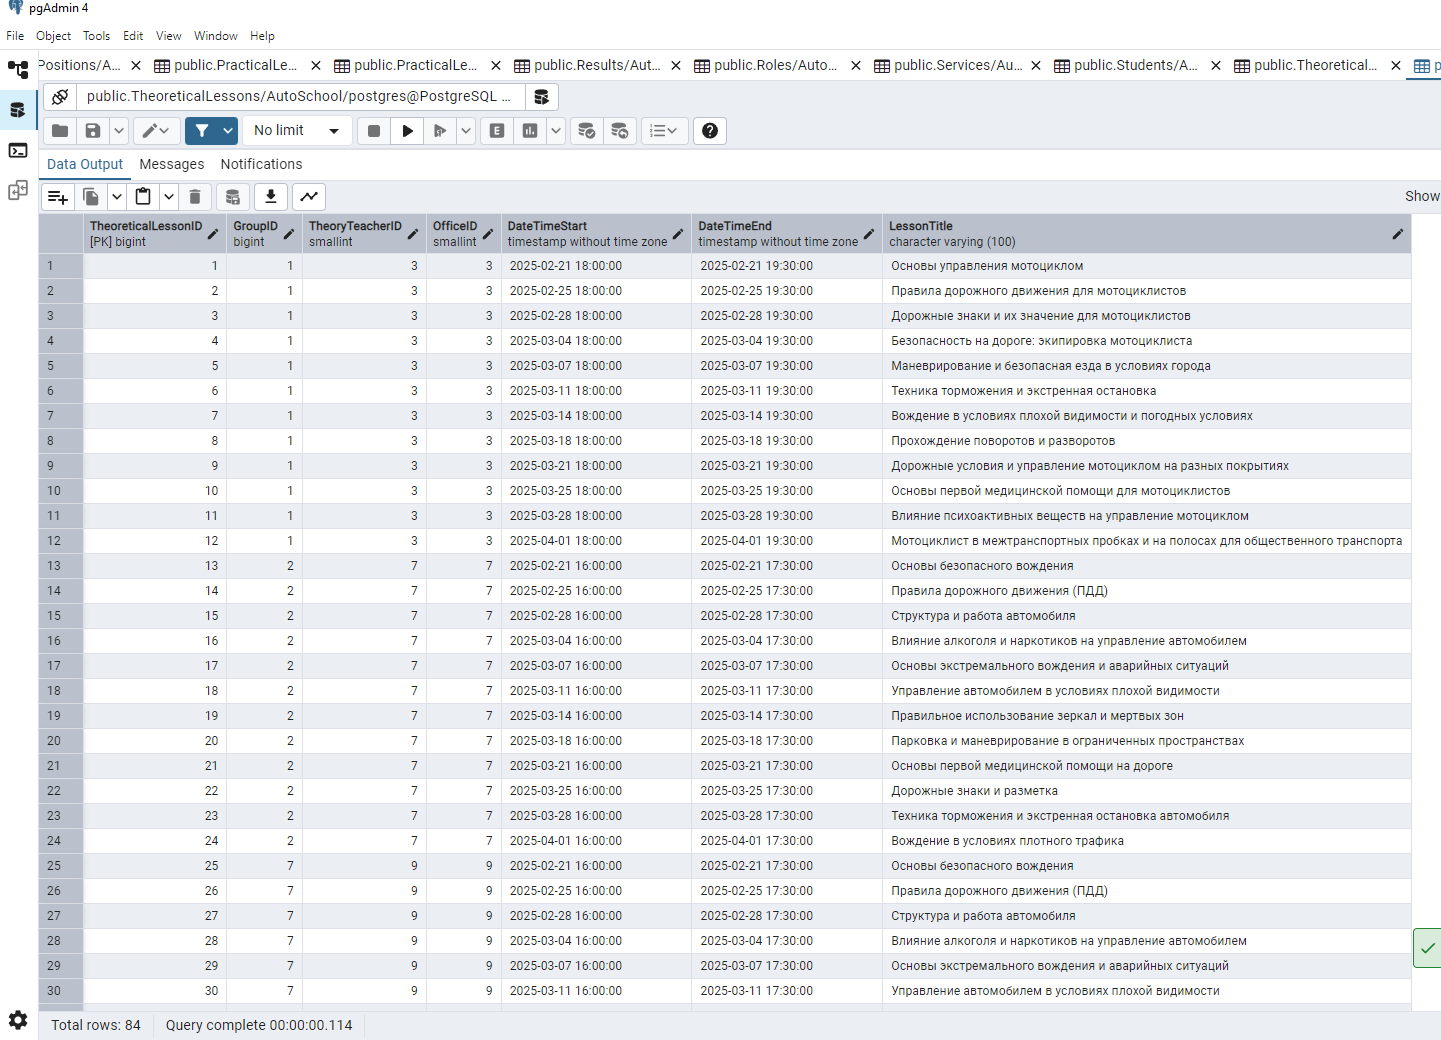 pgAdmin 4
File Object Tools Edit View Window Help
Positions/A... public.PracticalLe... public.PracticalLe... public.Results/Aut... public.Roles/Auto... public.Services/Au... public.Students/A... public.Theoretical... p
public.TheoreticalLessons/AutoSchool/postgres@PostgreSQL ...
No limit E ?
Data Output Messages Notifications
Show
TheoreticalLessonID GroupID TheoryTeacherID OfficeID DateTimeStart DateTimeEnd LessonTitle
[PK] bigint bigint smallint smallint timestamp without time zone timestamp without time zone character varying (100)
1 1 1 3 3 2025-02-21 18:00:00 2025-02-21 19:30:00 Основы управления мотоциклом
2 2 1 3 3 2025-02-25 18:00:00 2025-02-25 19:30:00 Правила дорожного движения для мотоциклистов
3 3 1 3 3 2025-02-28 18:00:00 2025-02-28 19:30:00 Дорожные знаки и их значение для мотоциклистов
4 4 1 3 3 2025-03-04 18:00:00 2025-03-04 19:30:00 Безопасность на дороге: экипировка мотоциклиста
5 5 1 3 3 2025-03-07 18:00:00 2025-03-07 19:30:00 Маневрирование и безопасная езда в условиях города
6 6 1 3 3 2025-03-11 18:00:00 2025-03-11 19:30:00 Техника торможения и экстренная остановка
7 7 1 3 3 2025-03-14 18:00:00 2025-03-14 19:30:00 Вождение в условиях плохой видимости и погодных условиях
8 8 1 3 3 2025-03-18 18:00:00 2025-03-18 19:30:00 Прохождение поворотов и разворотов
9 9 1 3 3 2025-03-21 18:00:00 2025-03-21 19:30:00 Дорожные условия и управление мотоциклом на разных покрытиях
10 10 1 3 3 2025-03-25 18:00:00 2025-03-25 19:30:00 Основы первой медицинской помощи для мотоциклистов
11 11 1 3 3 2025-03-28 18:00:00 2025-03-28 19:30:00 Влияние психоактивных веществ на управление мотоциклом
12 12 1 3 3 2025-04-01 18:00:00 2025-04-01 19:30:00 Мотоциклист в межтранспортных пробках и на полосах для общественного транспорта
13 13 2 7 7 2025-02-21 16:00:00 2025-02-21 17:30:00 Основы безопасного вождения
14 14 2 7 7 2025-02-25 16:00:00 2025-02-25 17:30:00 Правила дорожного движения (ПДД)
15 15 2 7 7 2025-02-28 16:00:00 2025-02-28 17:30:00 Структура и работа автомобиля
16 16 2 7 7 2025-03-04 16:00:00 2025-03-04 17:30:00 Влияние алкоголя и наркотиков на управление автомобилем
17 17 2 7 7 2025-03-07 16:00:00 2025-03-07 17:30:00 Основы экстремального вождения и аварийных ситуаций
18 18 2 7 7 2025-03-11 16:00:00 2025-03-11 17:30:00 Управление автомобилем в условиях плохой видимости
19 19 2 7 7 2025-03-14 16:00:00 2025-03-14 17:30:00 Правильное использование зеркал и мертвых зон
20 20 2 7 7 2025-03-18 16:00:00 2025-03-18 17:30:00 Парковка и маневрирование в ограниченных пространствах
21 21 2 7 7 2025-03-21 16:00:00 2025-03-21 17:30:00 Основы первой медицинской помощи на дороге
22 22 2 7 7 2025-03-25 16:00:00 2025-03-25 17:30:00 Дорожные знаки и разметка
23 23 2 7 7 2025-03-28 16:00:00 2025-03-28 17:30:00 Техника торможения и экстренная остановка автомобиля
24 24 2 7 7 2025-04-01 16:00:00 2025-04-01 17:30:00 Вождение в условиях плотного трафика
25 25 7 9 9 2025-02-21 16:00:00 2025-02-21 17:30:00 Основы безопасного вождения
26 26 7 9 9 2025-02-25 16:00:00 2025-02-25 17:30:00 Правила дорожного движения (ПДД)
27 27 7 9 9 2025-02-28 16:00:00 2025-02-28 17:30:00 Структура и работа автомобиля
28 28 7 9 9 2025-03-04 16:00:00 2025-03-04 17:30:00 Влияние алкоголя и наркотиков на управление автомобилем
29 29 7 9 9 2025-03-07 16:00:00 2025-03-07 17:30:00 Основы экстремального вождения и аварийных ситуаций
30 30 7 9 9 2025-03-11 16:00:00 2025-03-11 17:30:00 Управление автомобилем в условиях плохой видимости
Total rows: 84 Query complete 00:00:00.114